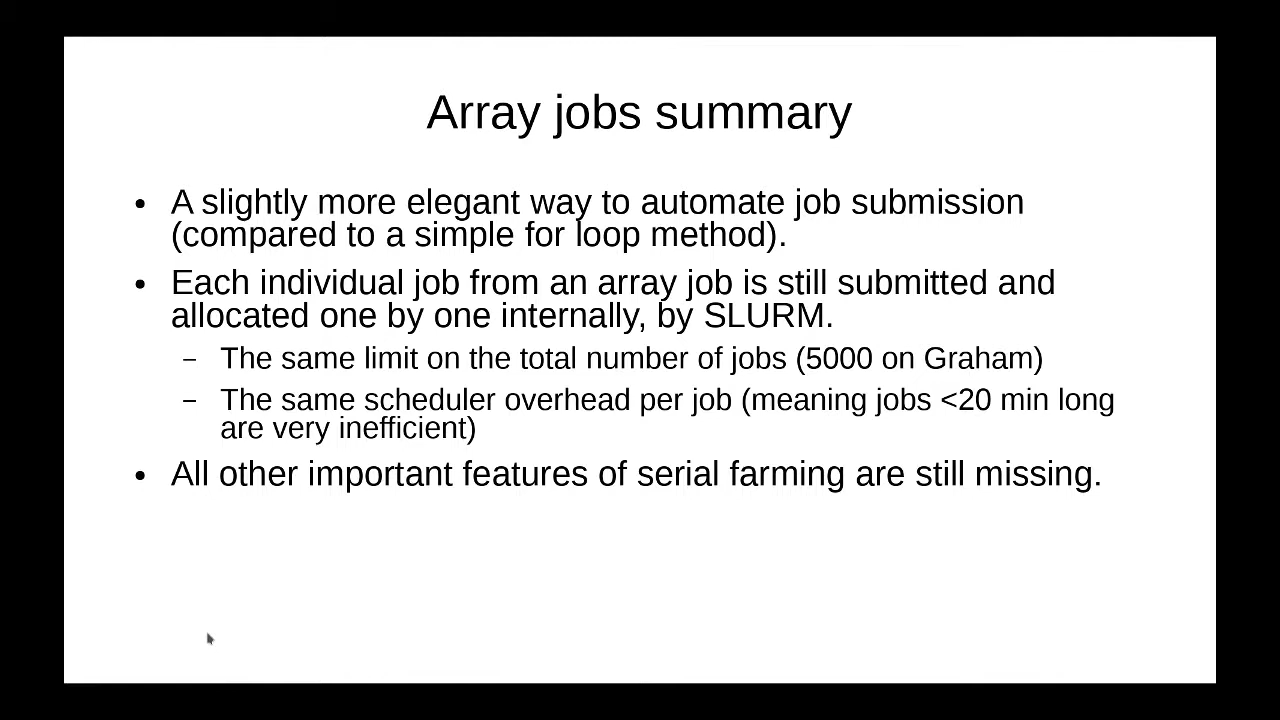 Array jobs summary
• A slightly more elegant way to automate job submission
(compared to a simple for loop method).
• Each individual job from an array job is still submitted and
allocated one by one internally, by SLURM.
– The same limit on the total number of jobs (5000 on Graham)
– The same scheduler overhead per job (meaning jobs <20 min long
are very inefficient)
• All other important features of serial farming are still missing.